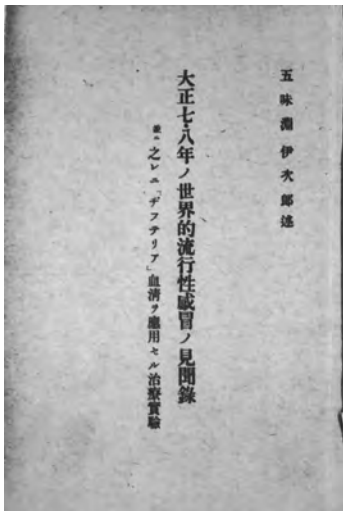 五味淵伊次郎述
大正七・八年ノ世界的流行性感冒ノ見聞錄
並ニ之レニ「ヂフテリア」血淸ヲ應用セル治療實驗